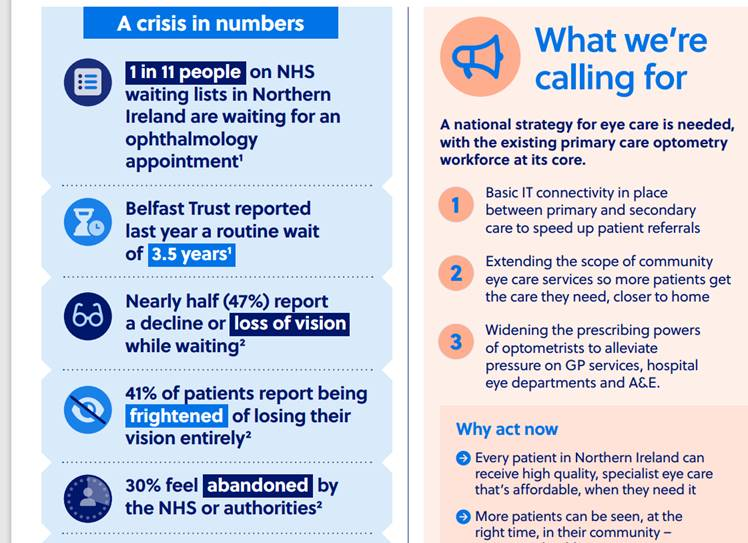 A crisis in numbers
1 in 11 people on NHS
waiting lists in Northern
Ireland are waiting for an
ophthalmology
appointment¹
Belfast Trust reported
last year a routine wait
of 3.5 years¹
Nearly half (47%) report
a decline or loss of vision
while waiting²
41% of patients report being
frightened of losing their
vision entirely²
30% feel abandoned by
the NHS or authorities²
What we're
calling for
A national strategy for eye care is needed,
with the existing primary care optometry
workforce at its core.
1
Basic IT connectivity in place
between primary and secondary
care to speed up patient referrals
2
Extending the scope of community
eye care services so more patients get
the care they need, closer to home
3
Widening the prescribing powers
of optometrists to alleviate
pressure on GP services, hospital
eye departments and A&E.
Why act now
Every patient in Northern Ireland can
receive high quality, specialist eye care
that's affordable, when they need it
More patients can be seen, at the
right time, in their community –